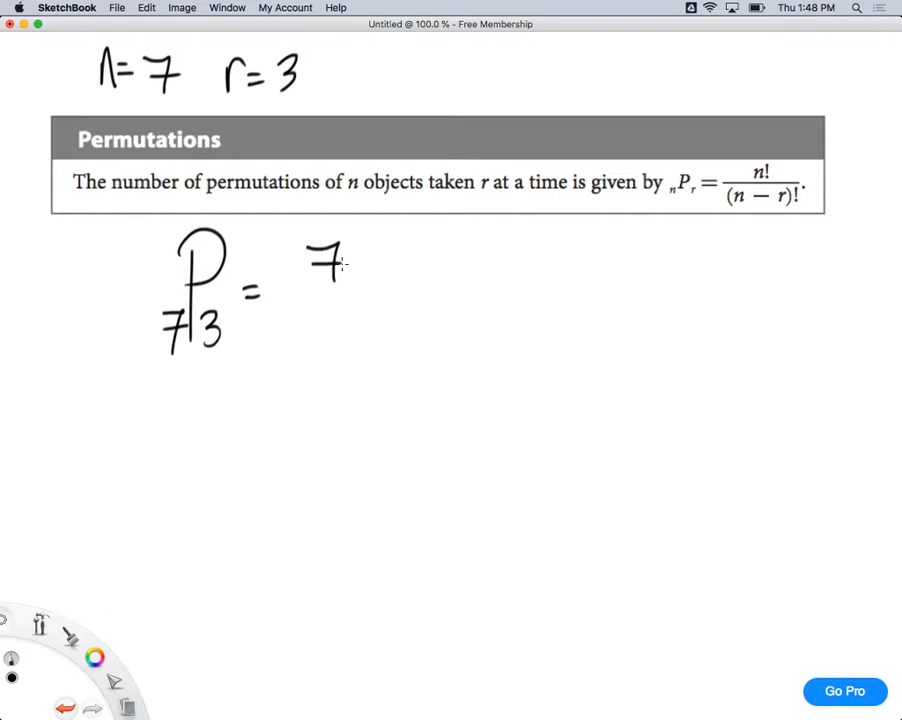 SketchBook File Edit Image Window My Account Help Thu 1:48 PM
Untitled @ 100.0 % - Free Membership
n=7 r=3
Permutations
The number of permutations of n objects taken r at a time is given by ₙPᵣ = n!/(n − r)!.
₇P₃ = 7
Go Pro